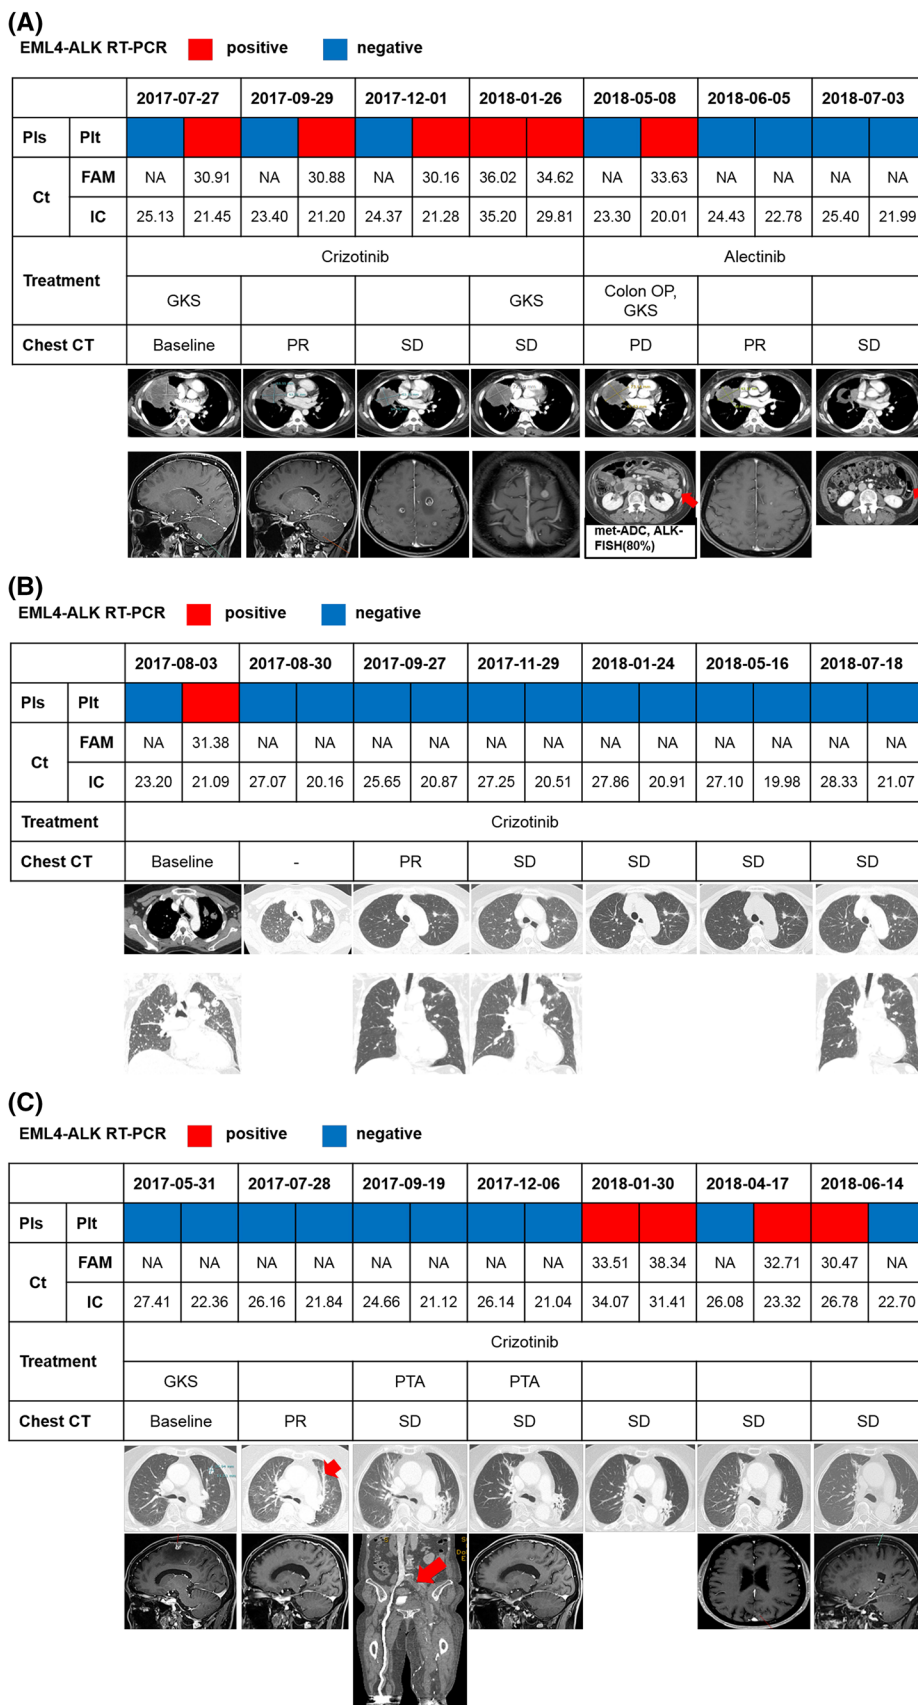 (A)
EML4-ALK RT-PCR positive negative
2017-07-27 2017-09-29 2017-12-01 2018-01-26 2018-05-08 2018-06-05 2018-07-03
Pls Plt
Ct FAM NA 30.91 NA 30.88 NA 30.16 36.02 34.62 NA 33.63 NA NA NA NA
IC 25.13 21.45 23.40 21.20 24.37 21.28 35.20 29.81 23.30 20.01 24.43 22.78 25.40 21.99
Treatment Crizotinib Alectinib
GKS GKS Colon OP,
GKS
Chest CT Baseline PR SD SD PD PR SD
met-ADC, ALK-
FISH(80%)
(B)
EML4-ALK RT-PCR positive negative
2017-08-03 2017-08-30 2017-09-27 2017-11-29 2018-01-24 2018-05-16 2018-07-18
Pls Plt
Ct FAM NA 31.38 NA NA NA NA NA NA NA NA NA NA NA NA
IC 23.20 21.09 27.07 20.16 25.65 20.87 27.25 20.51 27.86 20.91 27.10 19.98 28.33 21.07
Treatment Crizotinib
Chest CT Baseline - PR SD SD SD SD
(C)
EML4-ALK RT-PCR positive negative
2017-05-31 2017-07-28 2017-09-19 2017-12-06 2018-01-30 2018-04-17 2018-06-14
Pls Plt
Ct FAM NA NA NA NA NA NA NA NA 33.51 38.34 NA 32.71 30.47 NA
IC 27.41 22.36 26.16 21.84 24.66 21.12 26.14 21.04 34.07 31.41 26.08 23.32 26.78 22.70
Treatment Crizotinib
GKS PTA PTA
Chest CT Baseline PR SD SD SD SD SD